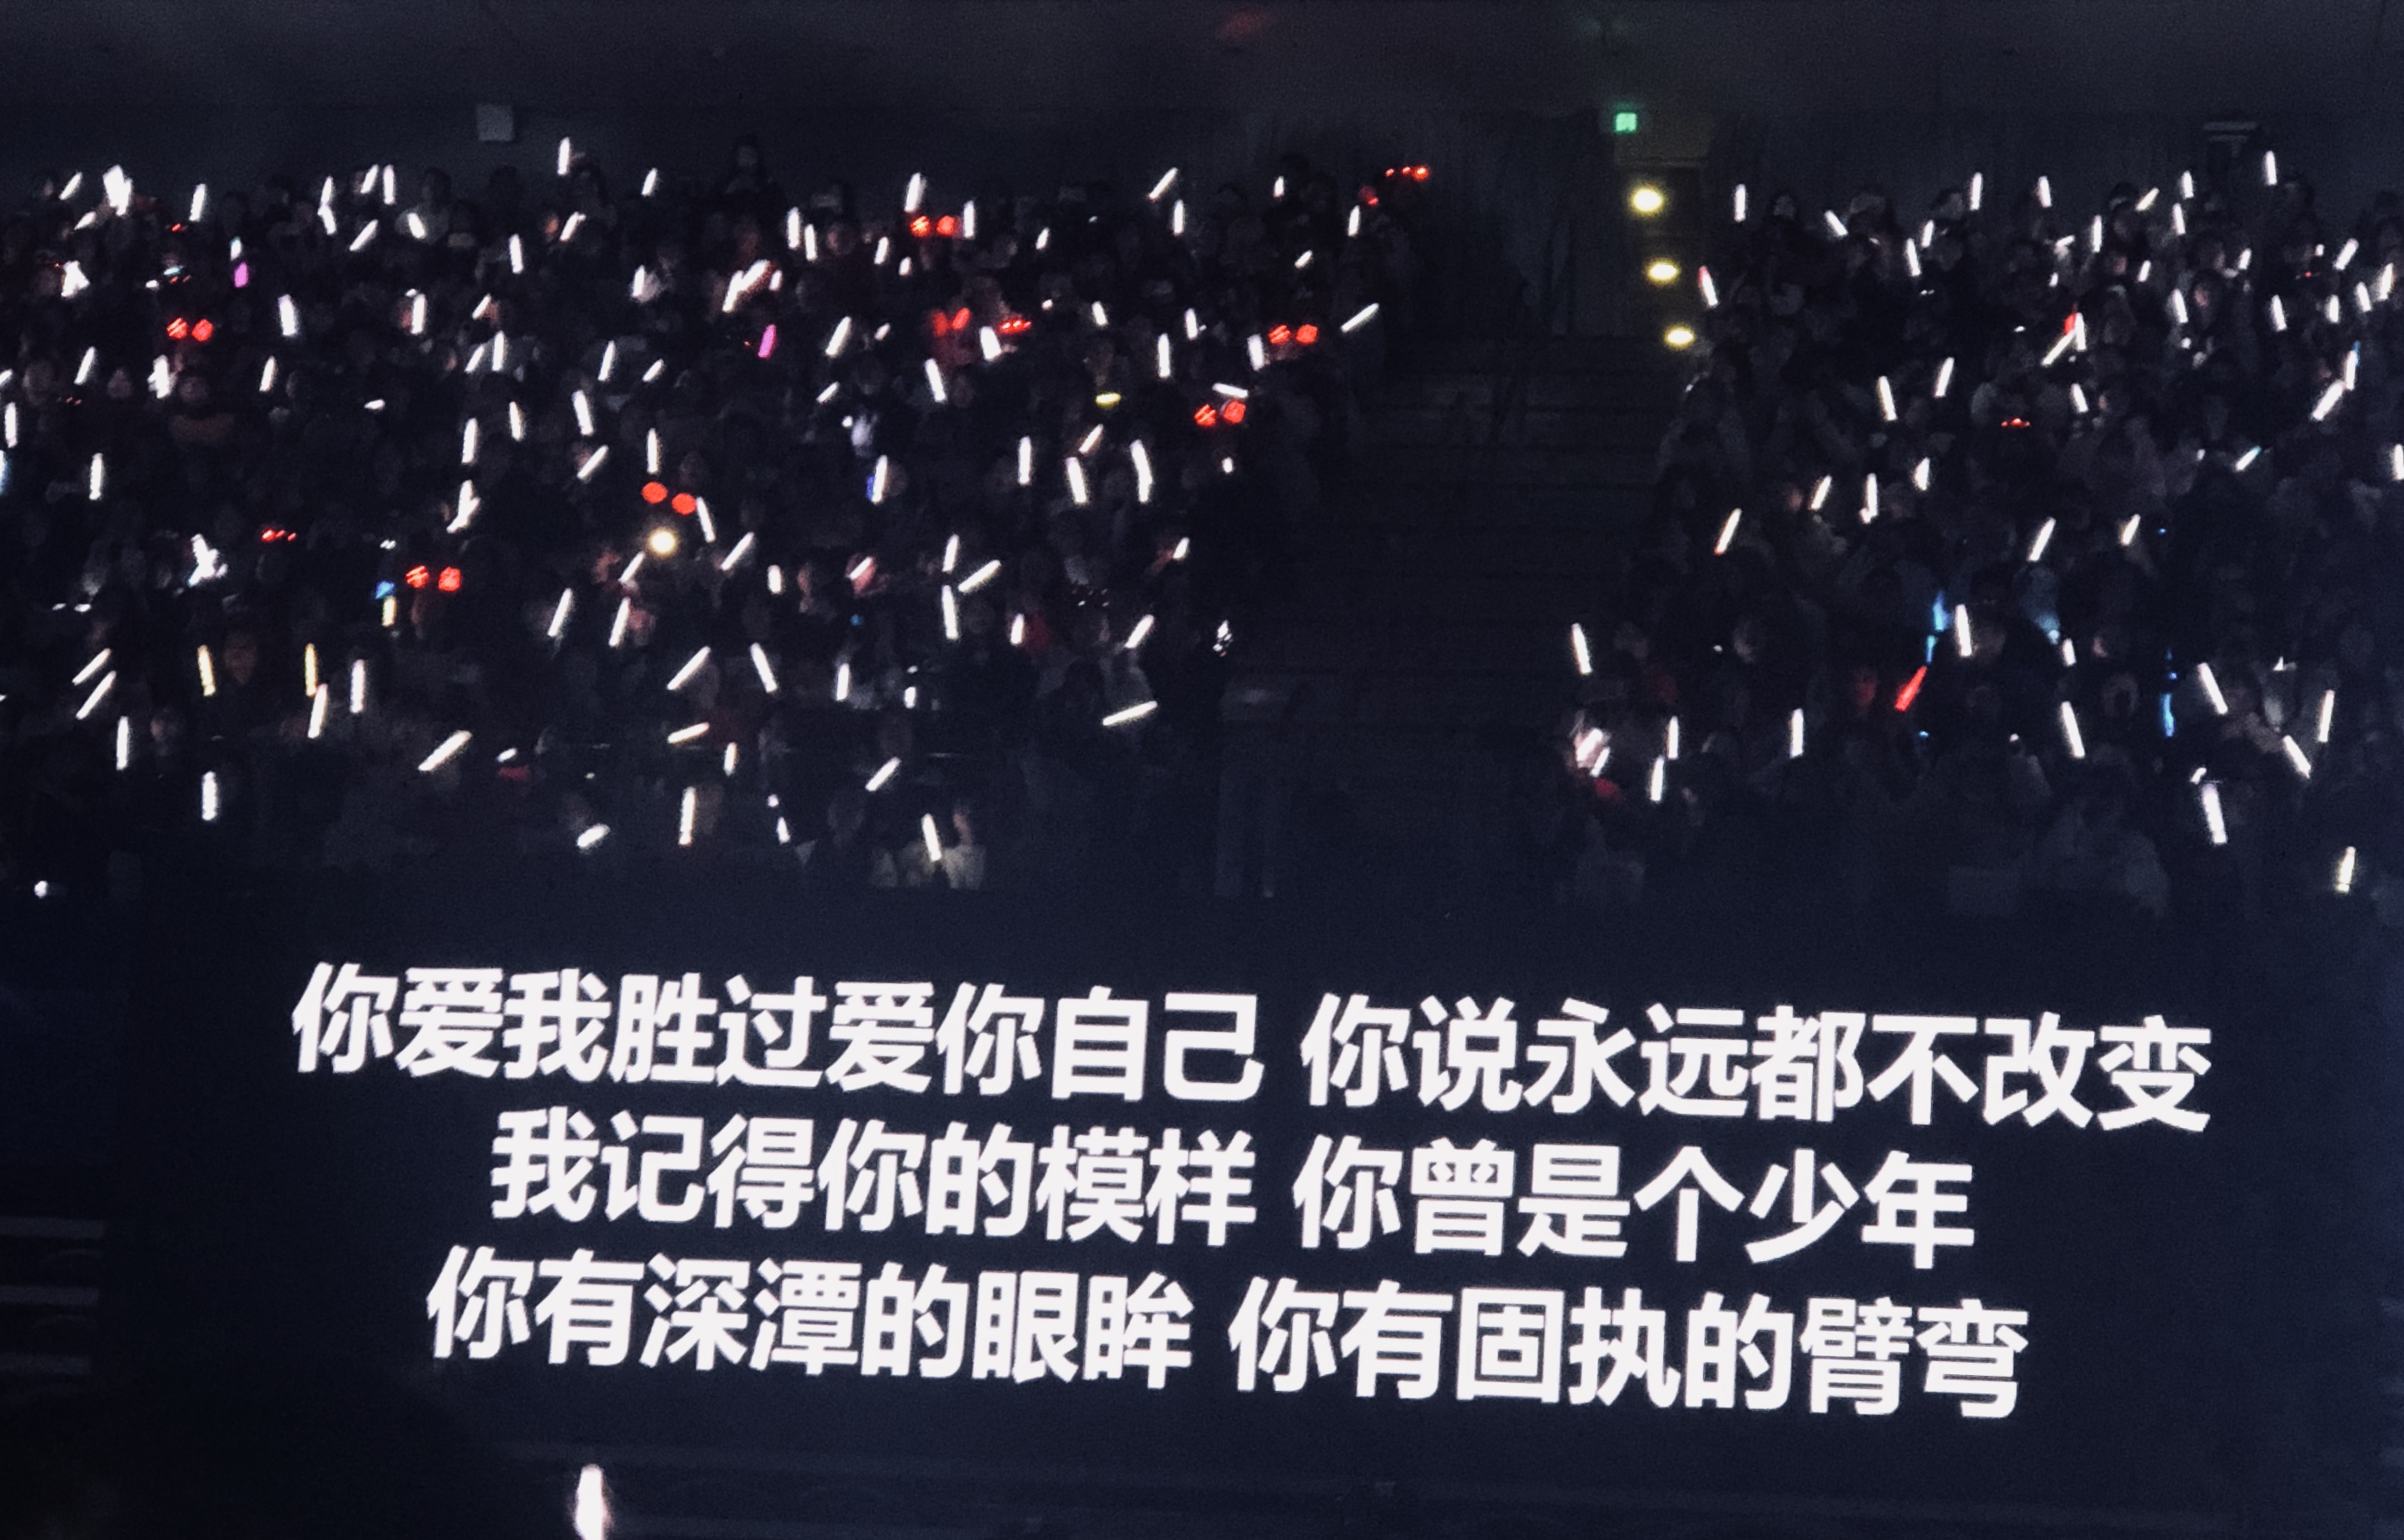 你爱我胜过爱你自己 你说永远都不改变
我记得你的模样 你曾是个少年
你有深潭的眼眸 你有固执的臂弯